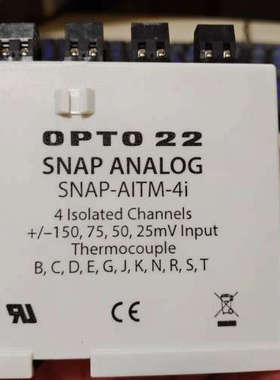 OPTO 22
SNAP ANALOG
SNAP-AITM-4i
4 Isolated Channels
+/–150, 75, 50, 25mV Input
Thermocouple
B, C, D, E, G, J, K, N, R, S, T
CE